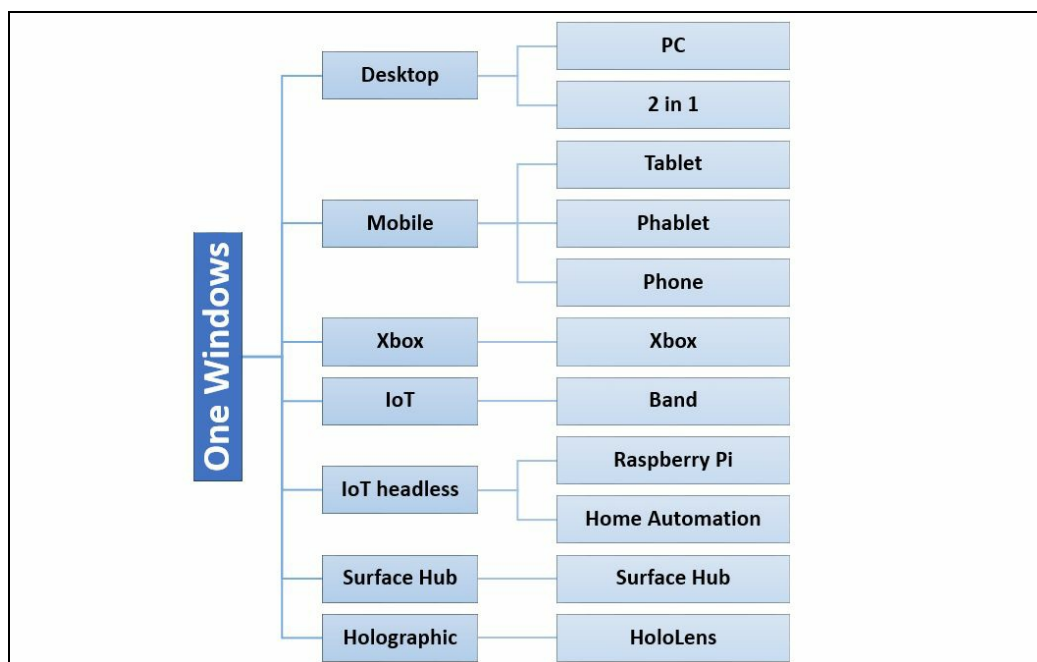 One Windows
Desktop
PC
2 in 1
Mobile
Tablet
Phablet
Phone
Xbox
Xbox
IoT
Band
IoT headless
Raspberry Pi
Home Automation
Surface Hub
Surface Hub
Holographic
HoloLens